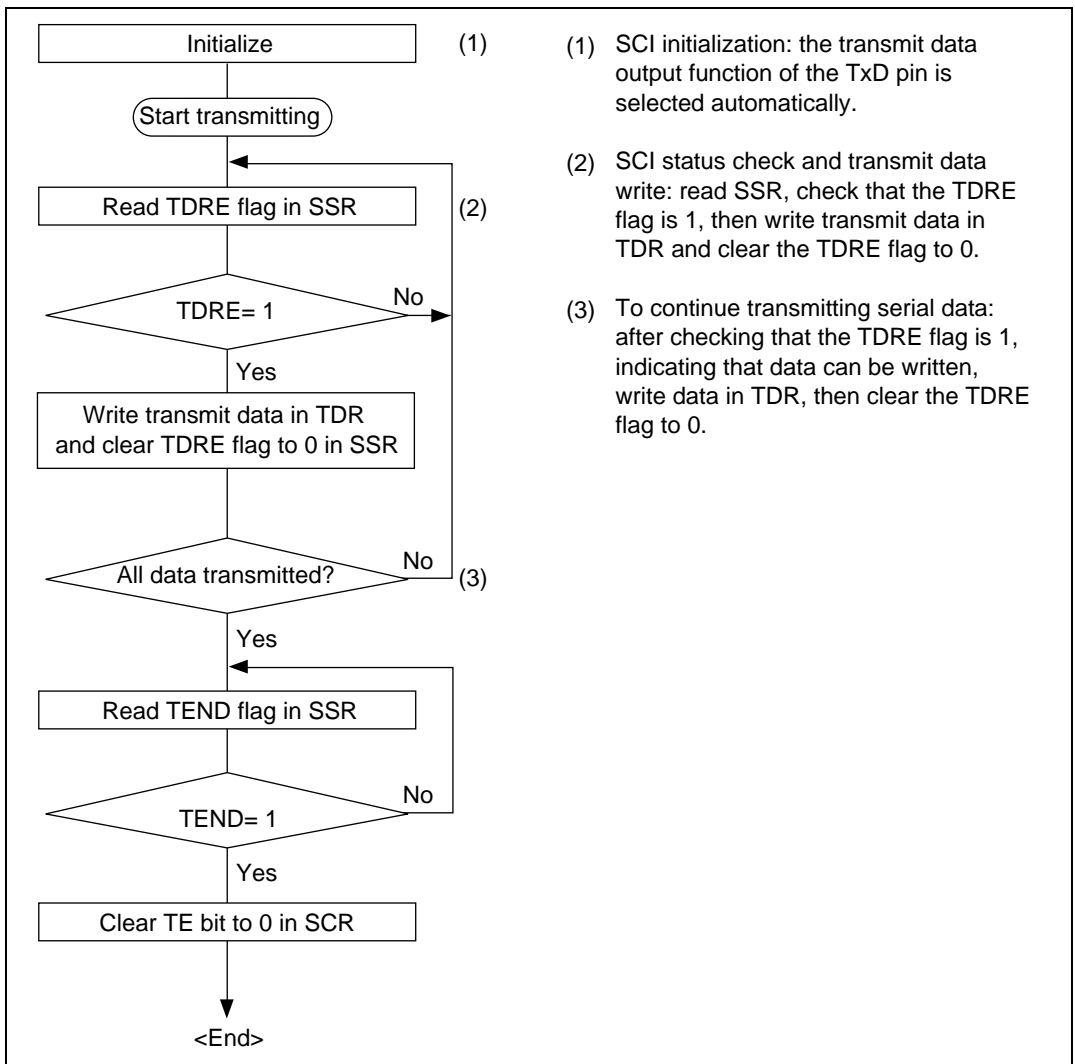 Initialize
(1)
Start transmitting
Read TDRE flag in SSR
(2)
TDRE= 1
No
Yes
Write transmit data in TDR
and clear TDRE flag to 0 in SSR
All data transmitted?
No
(3)
Yes
Read TEND flag in SSR
TEND= 1
No
Yes
Clear TE bit to 0 in SCR
<End>
(1) SCI initialization: the transmit data
output function of the TxD pin is
selected automatically.
(2) SCI status check and transmit data
write: read SSR, check that the TDRE
flag is 1, then write transmit data in
TDR and clear the TDRE flag to 0.
(3) To continue transmitting serial data:
after checking that the TDRE flag is 1,
indicating that data can be written,
write data in TDR, then clear the TDRE
flag to 0.